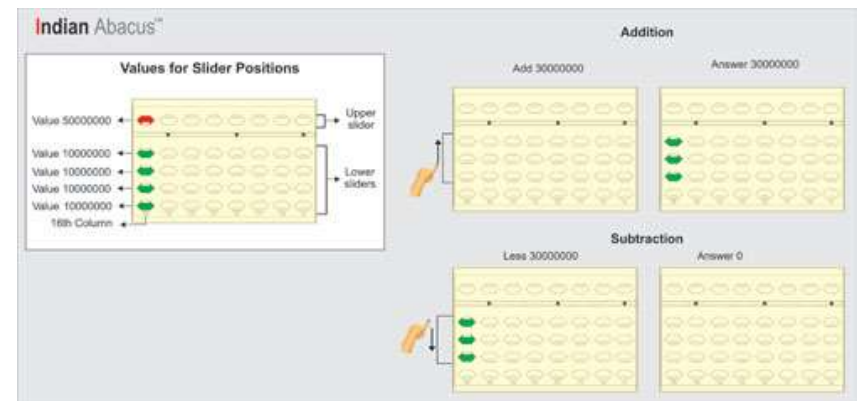 Indian Abacus™
Values for Slider Positions
Value 50000000
Upper slider
Value 10000000
Value 10000000
Value 10000000
Value 10000000
Lower sliders
16th Column
Addition
Add 30000000
Answer 30000000
Subtraction
Less 30000000
Answer 0